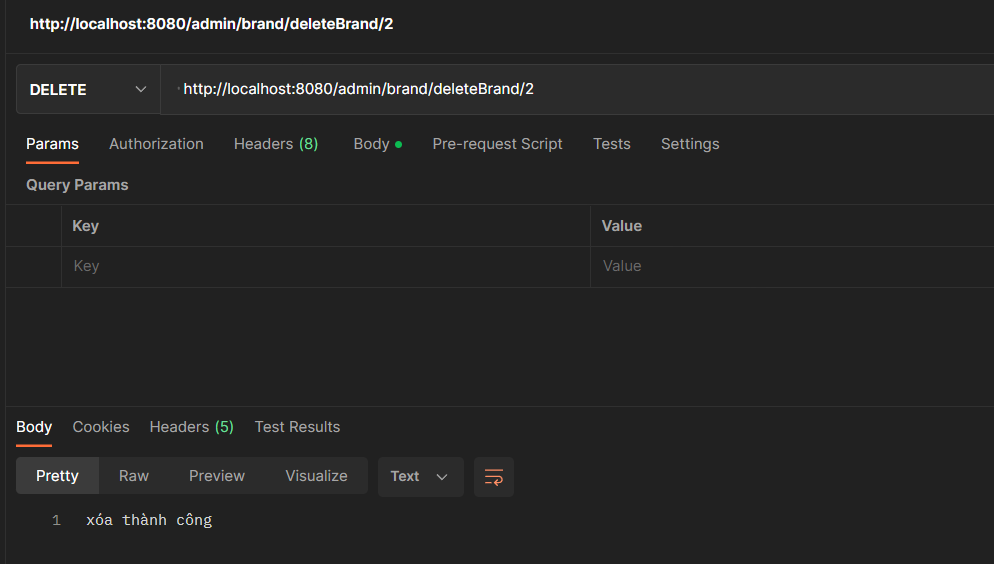 http://localhost:8080/admin/brand/deleteBrand/2
DELETE http://localhost:8080/admin/brand/deleteBrand/2
Params Authorization Headers (8) Body Pre-request Script Tests Settings
Query Params
Key Value
Key Value
Body Cookies Headers (5) Test Results
Pretty Raw Preview Visualize Text
1 xóa thành công